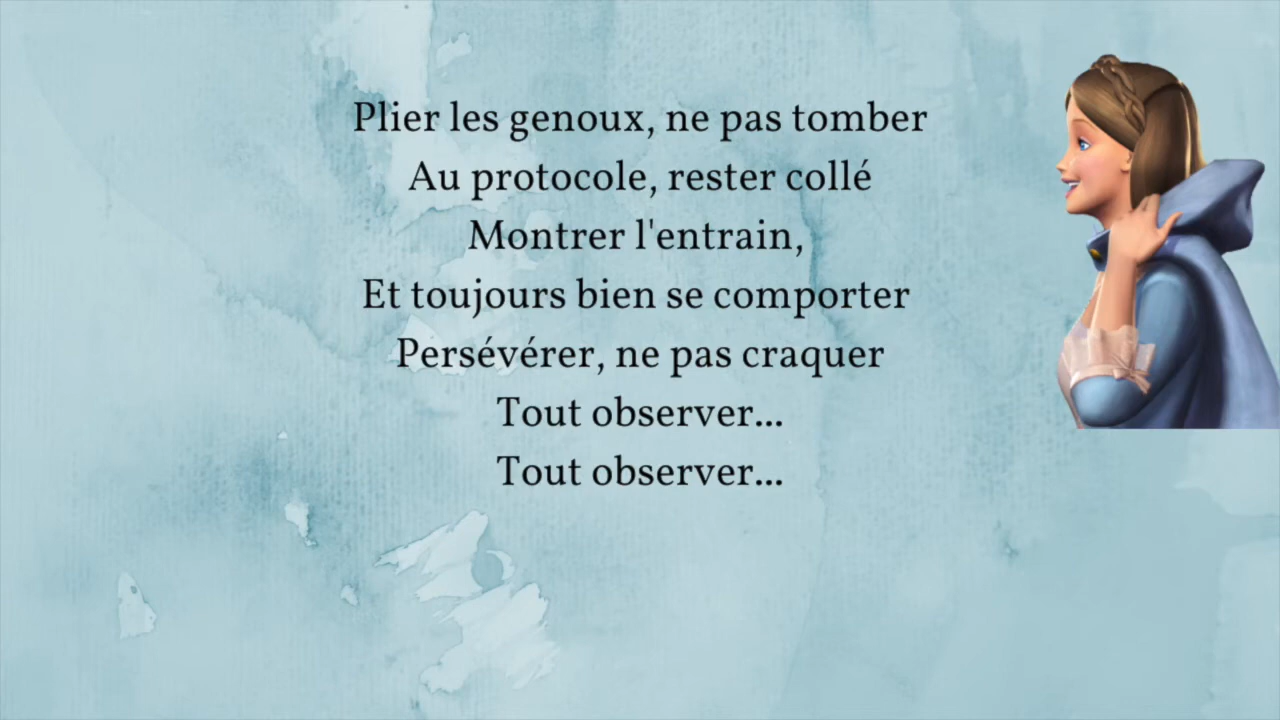 Plier les genoux, ne pas tomber
Au protocole, rester collé
Montrer l'entrain,
Et toujours bien se comporter
Persévérer, ne pas craquer
Tout observer...
Tout observer...